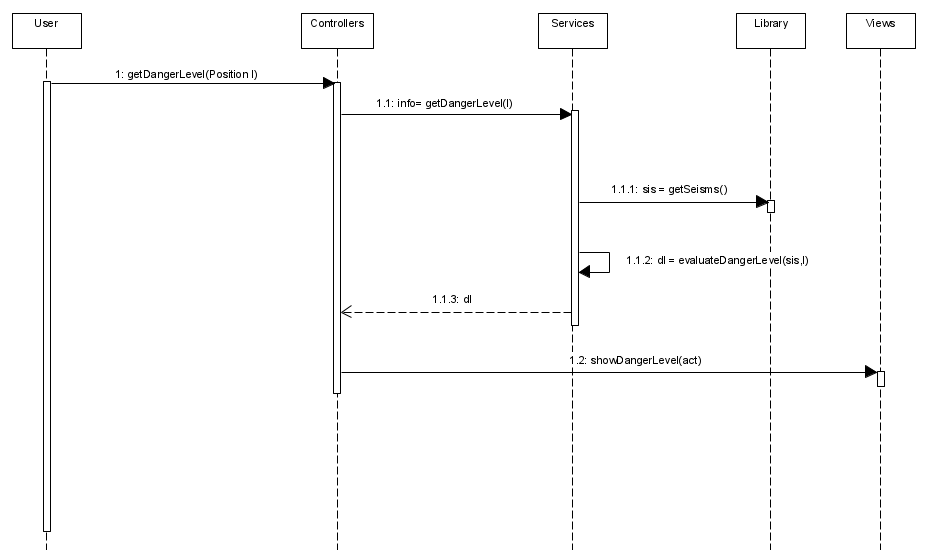 User
Controllers
Services
Library
Views
1: getDangerLevel(Position l)
1.1: info= getDangerLevel(l)
1.1.1: sis = getSeisms()
1.1.2: dl = evaluateDangerLevel(sis,l)
1.1.3: dl
1.2: showDangerLevel(act)